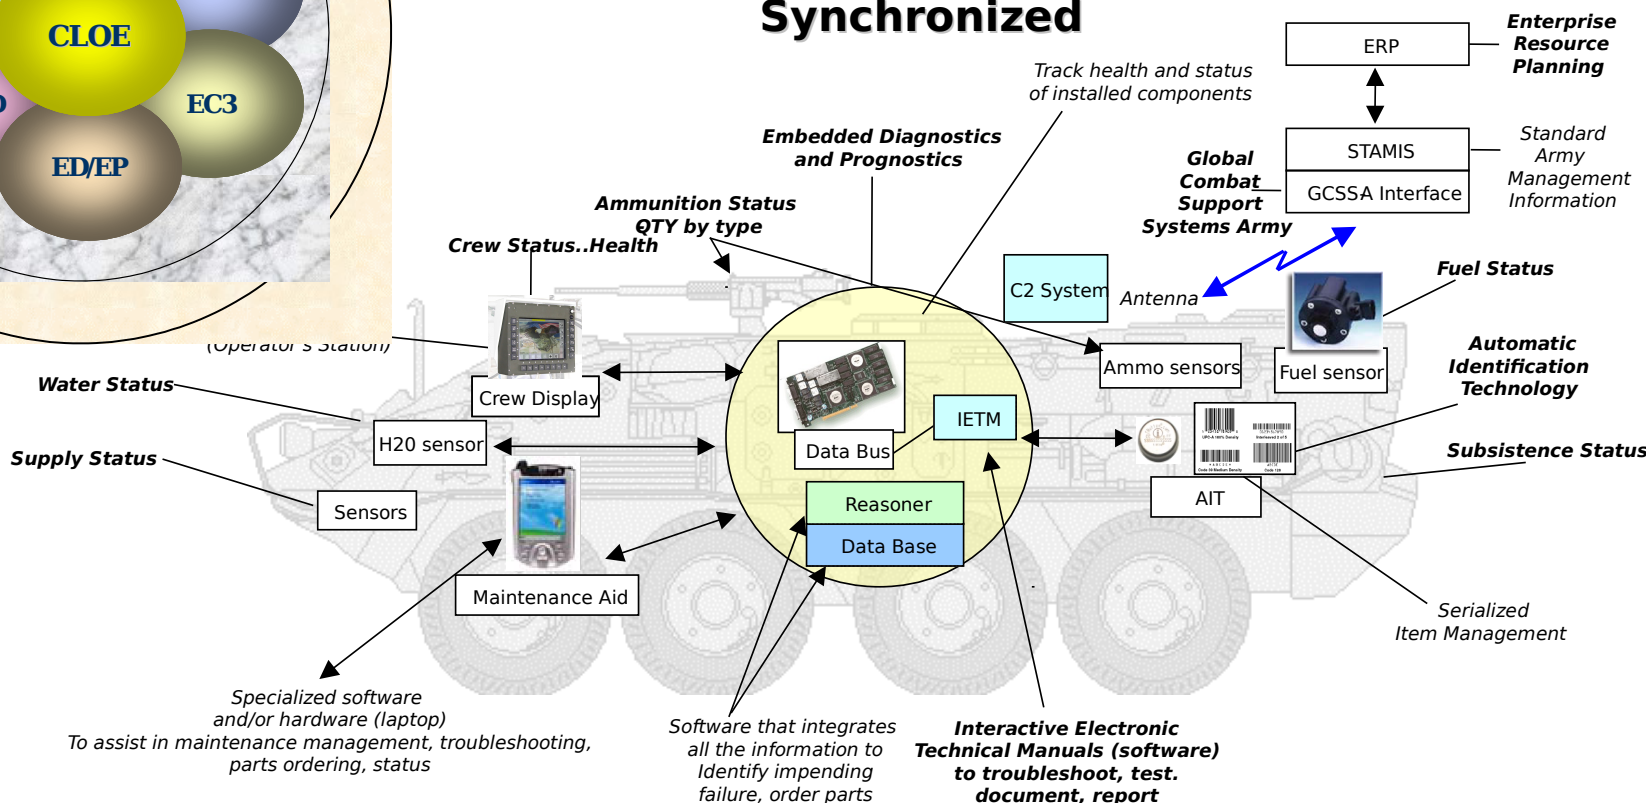 Synchronized
CLOE
EC3
ED/EP
ERP
Enterprise
Resource
Planning
Track health and status
of installed components
Embedded Diagnostics
and Prognostics
STAMIS
GCSSA Interface
Standard
Army
Management
Information
Global
Combat
Support
Systems Army
Ammunition Status
QTY by type
Crew Status..Health
C2 System
Antenna
Fuel Status
(Operator's Station)
Crew Display
Ammo sensors
Fuel sensor
Automatic
Identification
Technology
Water Status
H20 sensor
IETM
Data Bus
Supply Status
Sensors
Subsistence Status
AIT
Reasoner
Data Base
Maintenance Aid
Serialized
Item Management
Specialized software
and/or hardware (laptop)
To assist in maintenance management, troubleshooting,
parts ordering, status
Software that integrates
all the information to
Identify impending
failure, order parts
Interactive Electronic
Technical Manuals (software)
to troubleshoot, test.
document, report